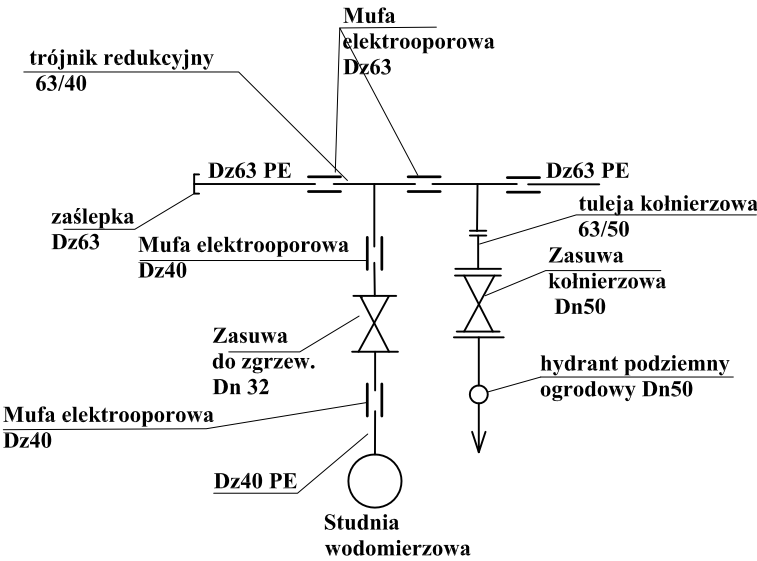 Mufa
elektrooporowa
Dz63
trójnik redukcyjny
63/40
Dz63 PE
Dz63 PE
zaślepka
Dz63
tuleja kołnierzowa
63/50
Mufa elektrooporowa
Dz40
Zasuwa
kołnierzowa
Dn50
Zasuwa
do zgrzew.
Dn 32
hydrant podziemny
ogrodowy Dn50
Mufa elektrooporowa
Dz40
Dz40 PE
Studnia
wodomierzowa